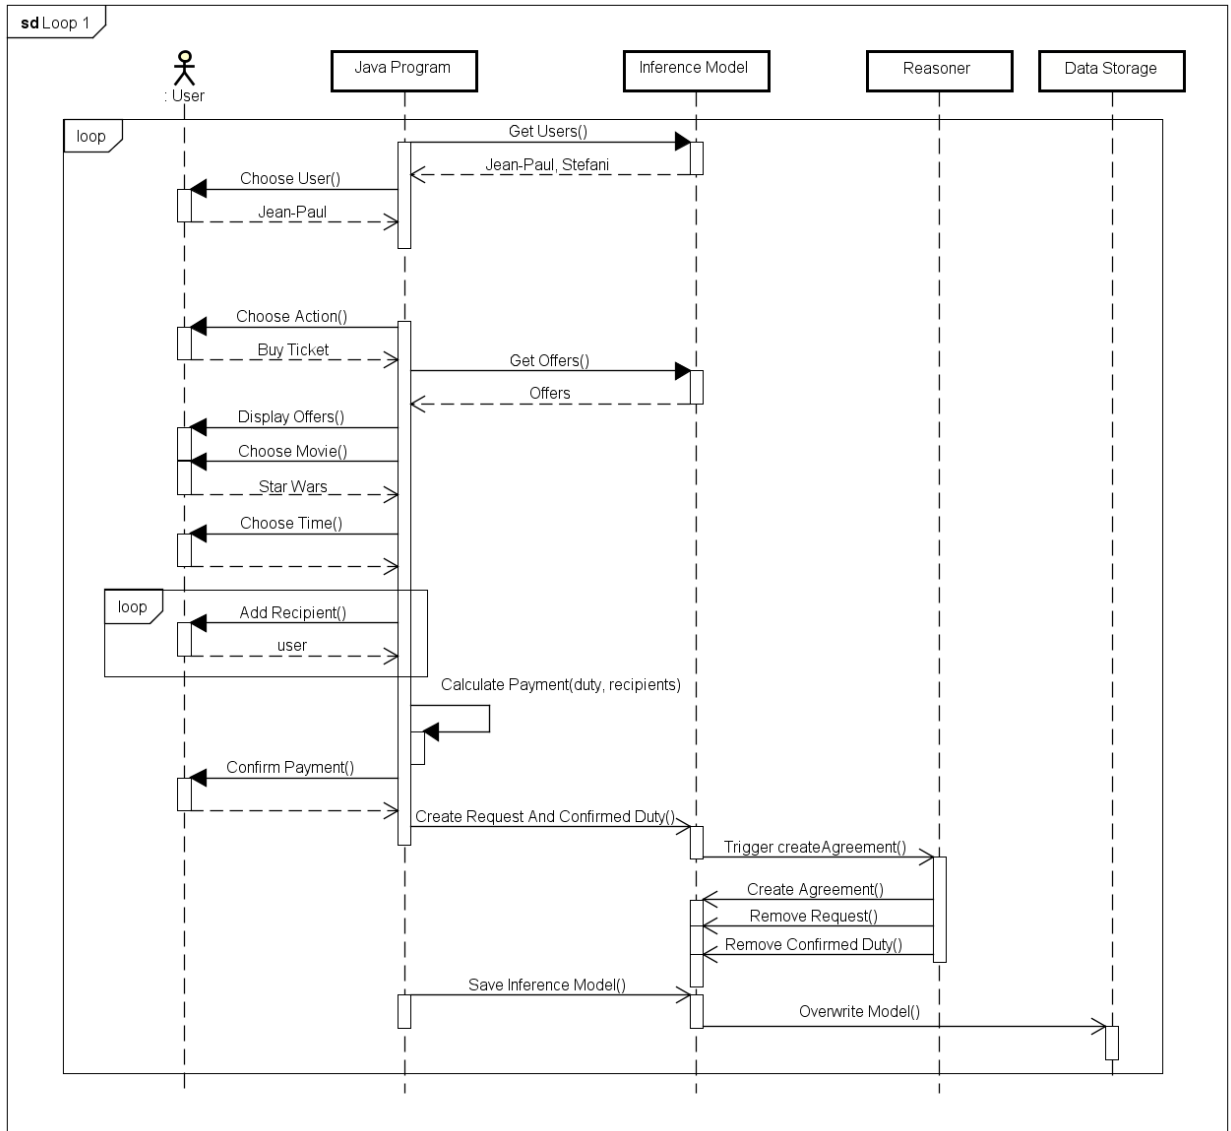 sd Loop 1
: User
Java Program
Inference Model
Reasoner
Data Storage
loop
Get Users()
Jean-Paul, Stefani
Choose User()
Jean-Paul
Choose Action()
Buy Ticket
Get Offers()
Offers
Display Offers()
Choose Movie()
Star Wars
Choose Time()
loop
Add Recipient()
user
Calculate Payment(duty, recipients)
Confirm Payment()
Create Request And Confirmed Duty()
Trigger createAgreement()
Create Agreement()
Remove Request()
Remove Confirmed Duty()
Save Inference Model()
Overwrite Model()